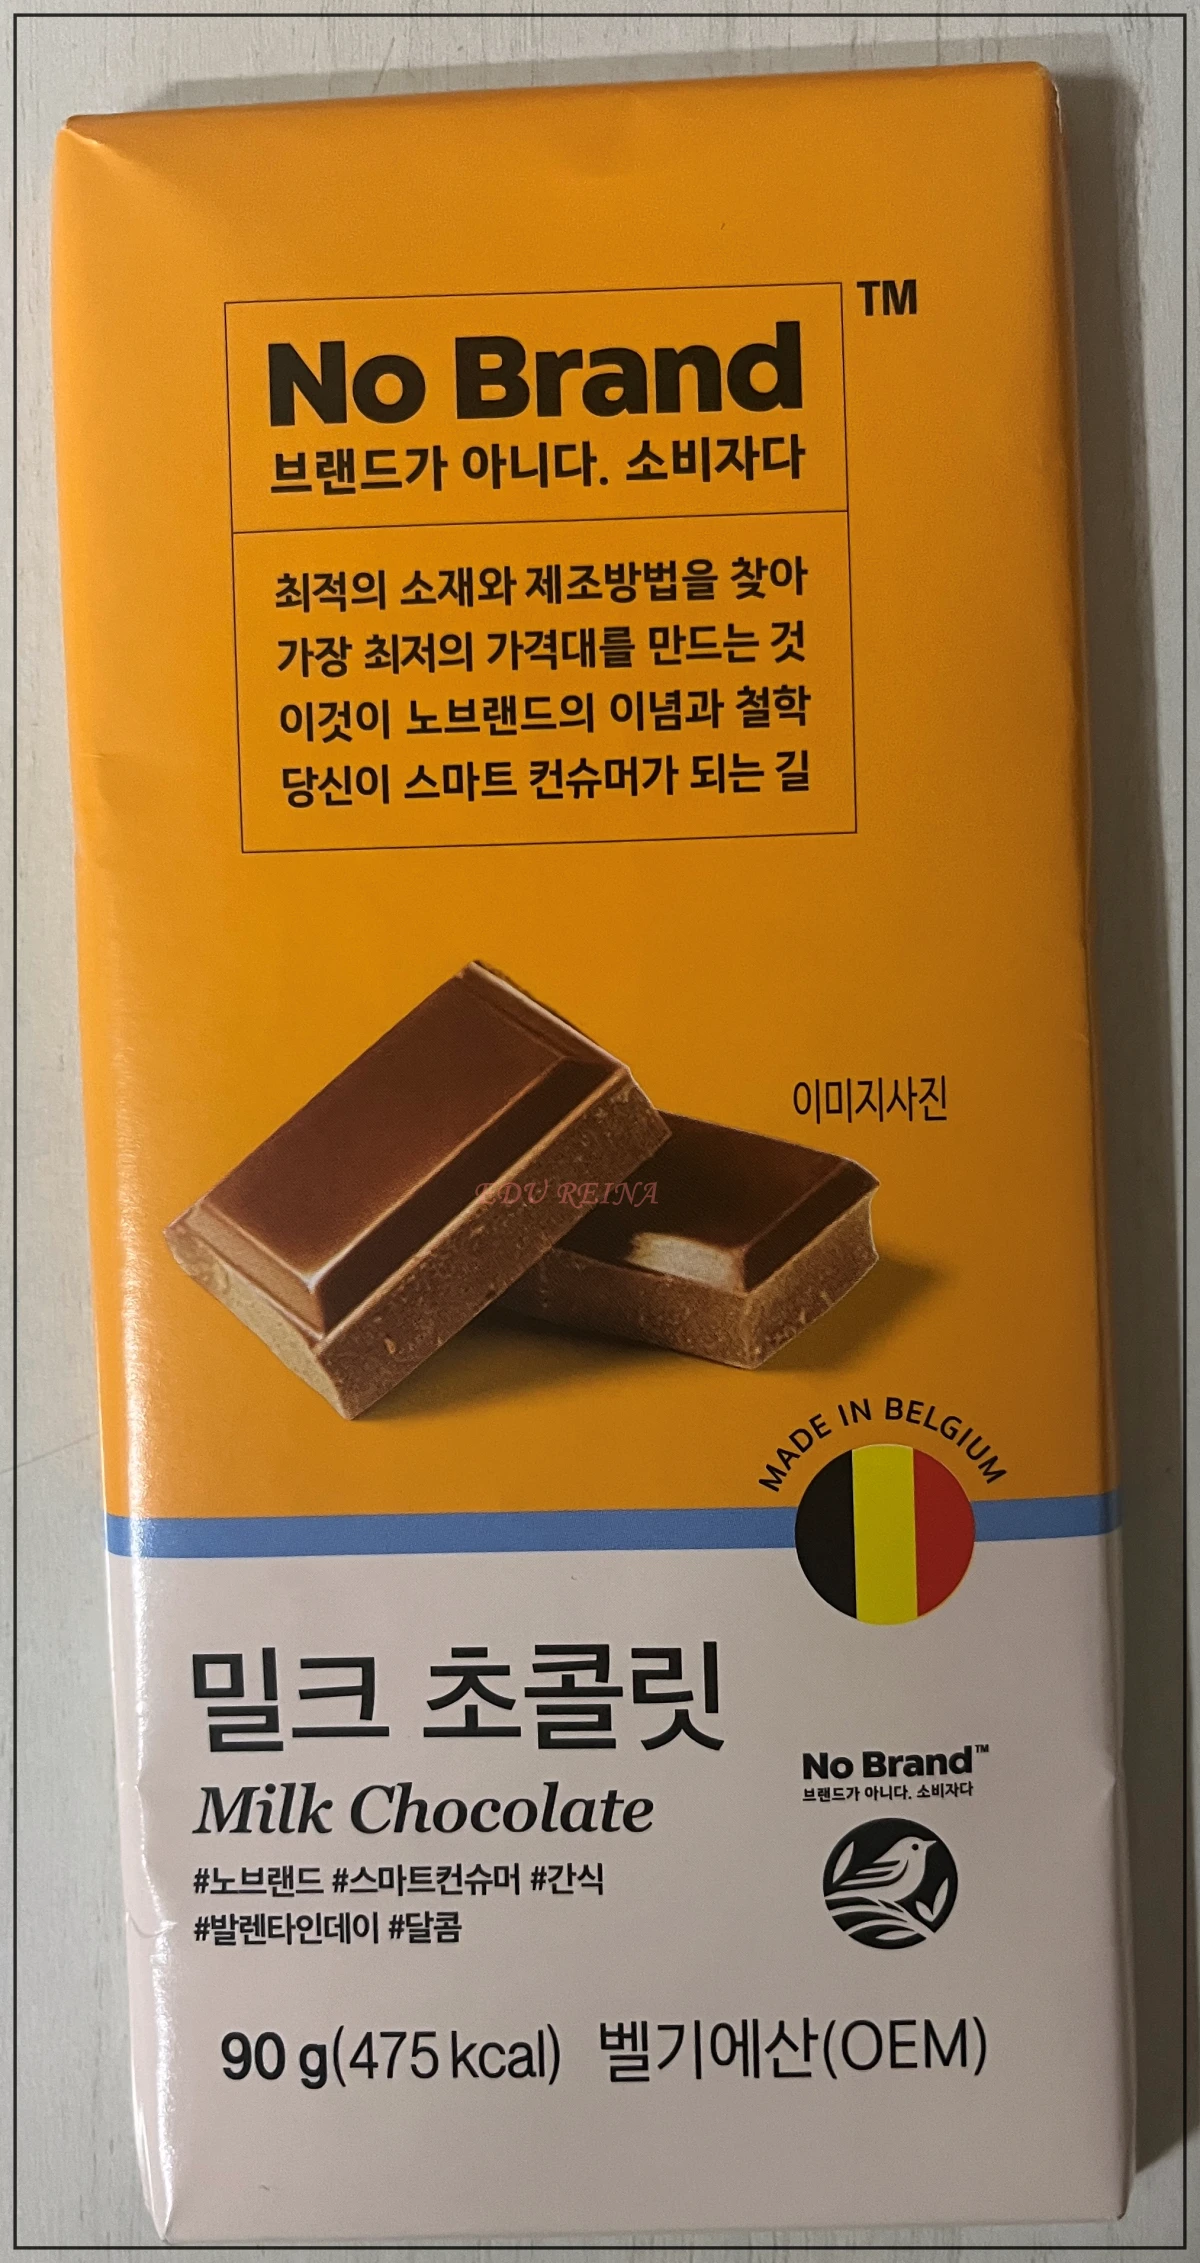 No Brand TM
브랜드가 아니다. 소비자다
최적의 소재와 제조방법을 찾아
가장 최저의 가격대를 만드는 것
이것이 노브랜드의 이념과 철학
당신이 스마트 컨슈머가 되는 길
이미지사진
EDU REINA
MADE IN BELGIUM
밀크 초콜릿
Milk Chocolate
#노브랜드 #스마트컨슈머 #간식
#발렌타인데이 #달콤
No Brand™
브랜드가 아니다. 소비자다
90 g(475 kcal) 벨기에산(OEM)